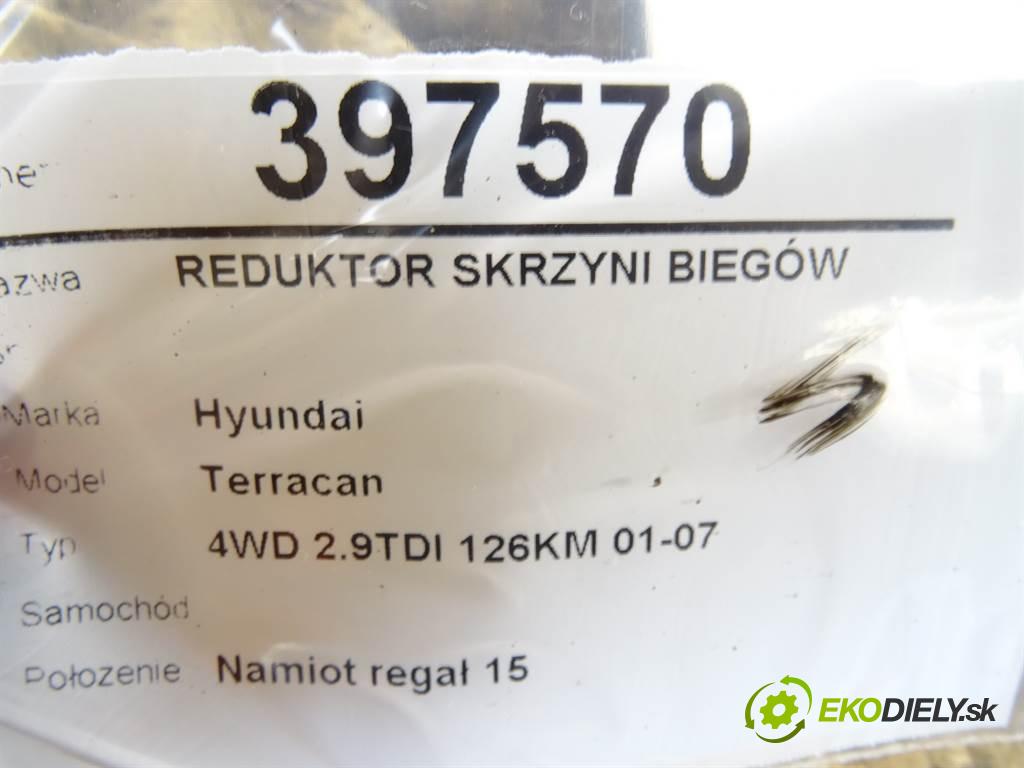 397570
REDUKTOR SKRZYNI BIEGÓW
Marka Hyundai
Model Terracan
Typ 4WD 2.9TDI 126KM 01-07
Samochód
Położenie Namiot regał 15
EKODIELY.sk